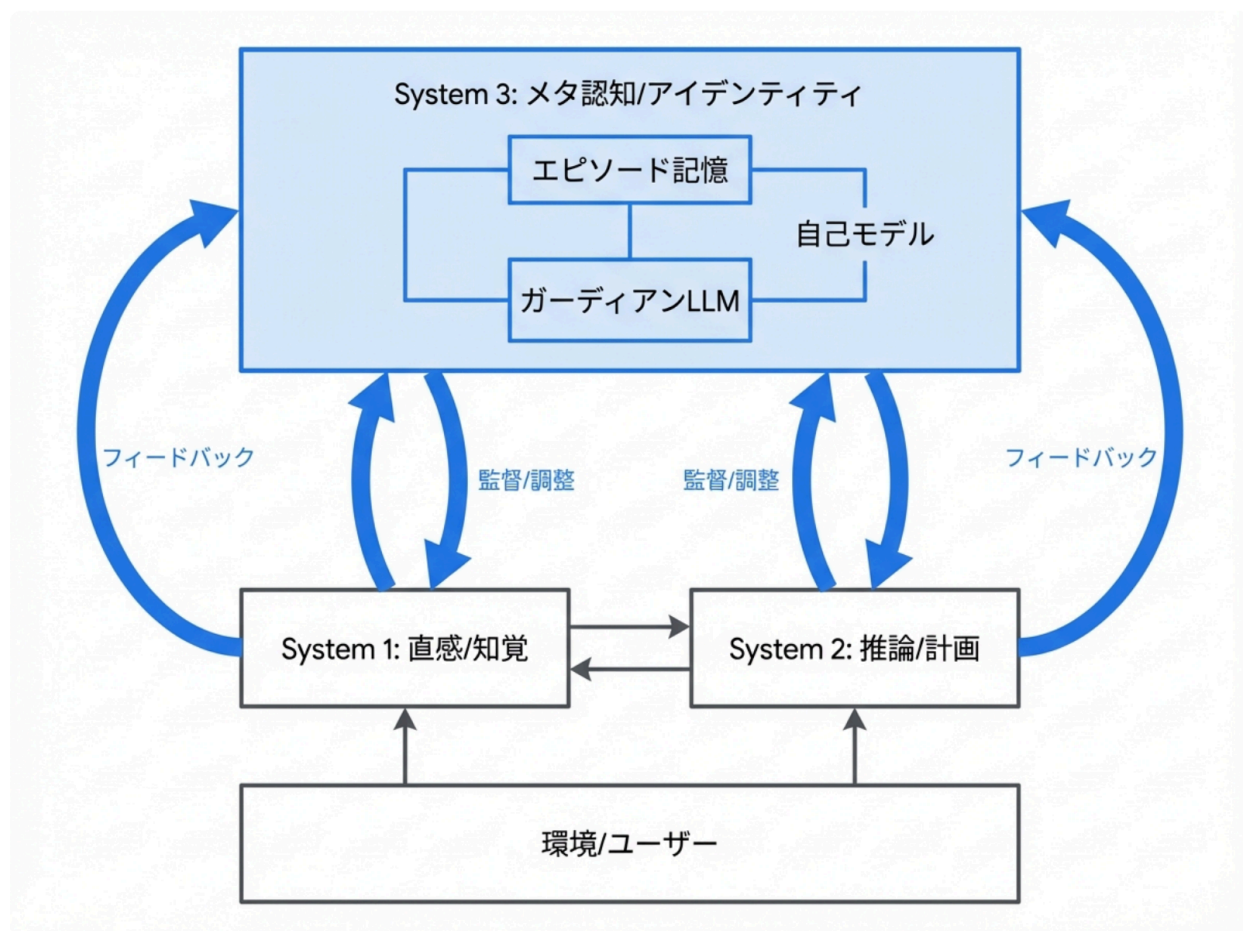 System 3: メタ認知/アイデンティティ
エピソード記憶
自己モデル
ガーディアンLLM
フィードバック
監督/調整
監督/調整
フィードバック
System 1: 直感/知覚
System 2: 推論/計画
環境/ユーザー